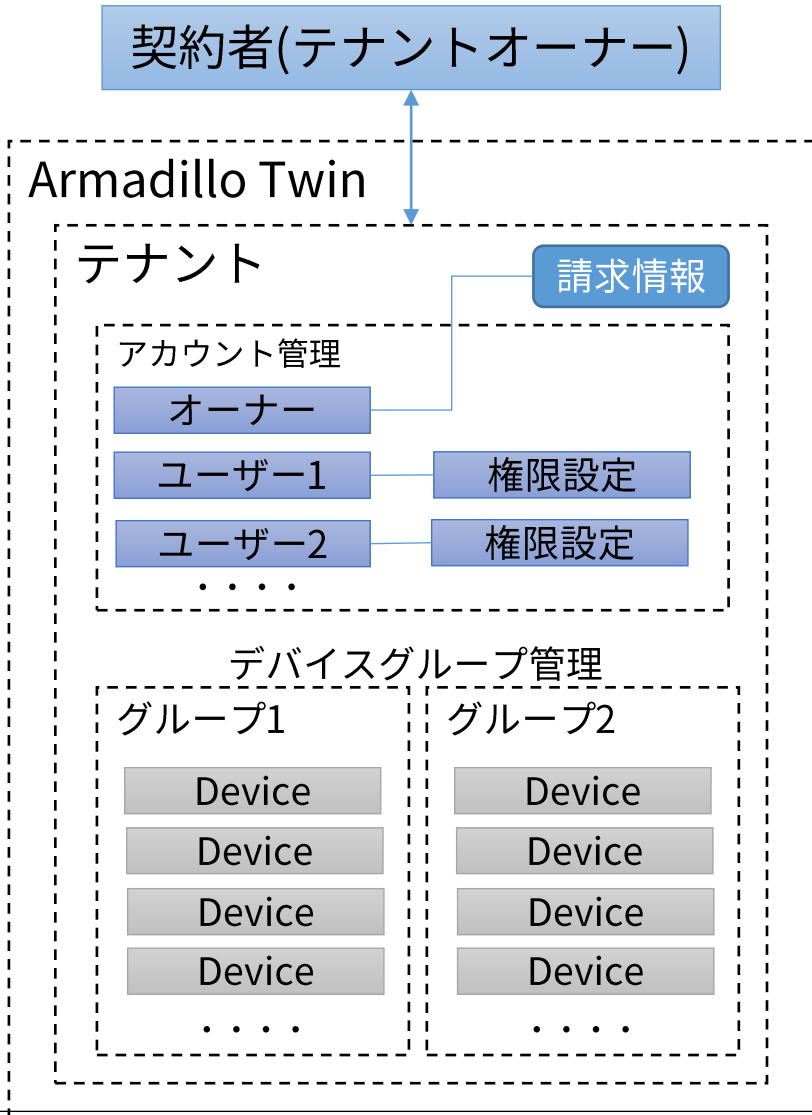 契約者(テナントオーナー)
Armadillo Twin
テナント
請求情報
アカウント管理
オーナー
ユーザー1
権限設定
ユーザー2
権限設定
・・・・
デバイスグループ管理
グループ1
グループ2
Device
Device
Device
Device
Device
Device
Device
Device
・・・・
・・・・